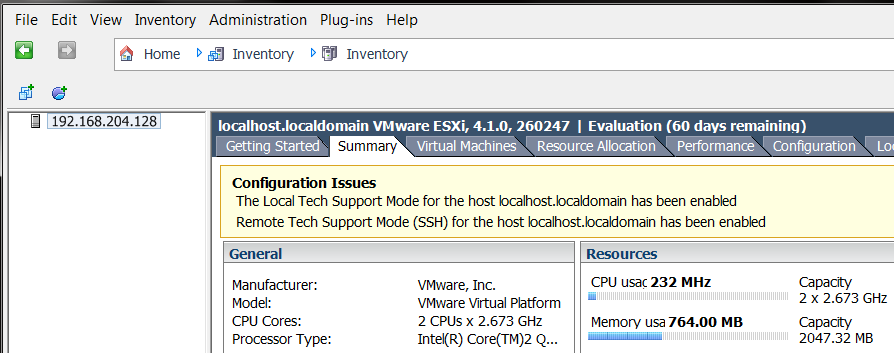 File Edit View Inventory Administration Plug-ins Help
Home Inventory Inventory
192.168.204.128
localhost.localdomain VMware ESXi, 4.1.0, 260247 | Evaluation (60 days remaining)
Getting Started Summary Virtual Machines Resource Allocation Performance Configuration
Configuration Issues
The Local Tech Support Mode for the host localhost.localdomain has been enabled
Remote Tech Support Mode (SSH) for the host localhost.localdomain has been enabled
General
Manufacturer: VMware, Inc.
Model: VMware Virtual Platform
CPU Cores: 2 CPUs x 2.673 GHz
Processor Type: Intel(R) Core(TM)2 Q...
Resources
CPU usag 232 MHz Capacity
2 x 2.673 GHz
Memory usa 764.00 MB Capacity
2047.32 MB